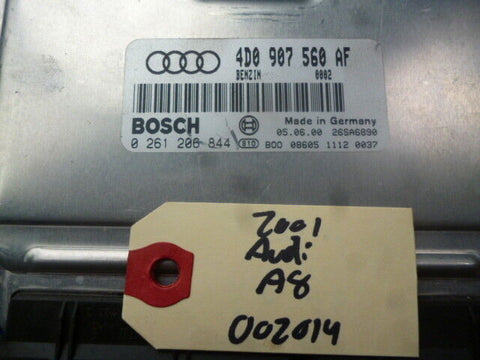 4D0 907 560 AF
BENZIN 0002
BOSCH
Made in Germany
05.06.00 26SA6890
0 261 206 844
B10 B00 08605 1112 0037
2001
Audi
A8
002014